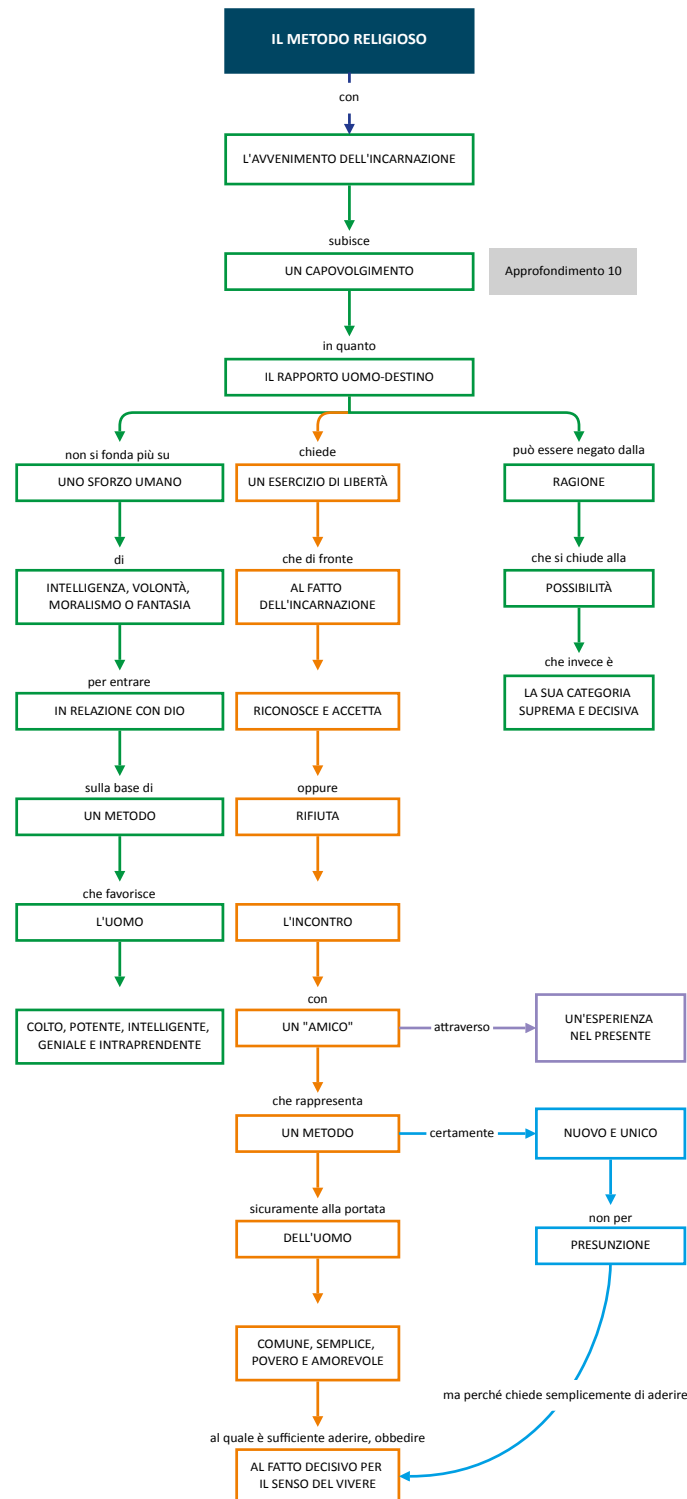 IL METODO RELIGIOSO
con
L'AVVENIMENTO DELL'INCARNAZIONE
subisce
UN CAPOVOLGIMENTO
Approfondimento 10
in quanto
IL RAPPORTO UOMO-DESTINO
non si fonda più su
UNO SFORZO UMANO
di
INTELLIGENZA, VOLONTÀ,
MORALISMO O FANTASIA
per entrare
IN RELAZIONE CON DIO
sulla base di
UN METODO
che favorisce
L'UOMO
COLTO, POTENTE, INTELLIGENTE,
GENIALE E INTRAPRENDENTE
chiede
UN ESERCIZIO DI LIBERTÀ
che di fronte
AL FATTO
DELL'INCARNAZIONE
RICONOSCE E ACCETTA
oppure
RIFIUTA
L'INCONTRO
con
UN "AMICO"
attraverso
UN'ESPERIENZA
NEL PRESENTE
che rappresenta
UN METODO
certamente
NUOVO E UNICO
non per
PRESUNZIONE
ma perché chiede semplicemente di aderire
sicuramente alla portata
DELL'UOMO
COMUNE, SEMPLICE,
POVERO E AMOREVOLE
al quale è sufficiente aderire, obbedire
AL FATTO DECISIVO PER
IL SENSO DEL VIVERE
può essere negato dalla
RAGIONE
che si chiude alla
POSSIBILITÀ
che invece è
LA SUA CATEGORIA
SUPREMA E DECISIVA